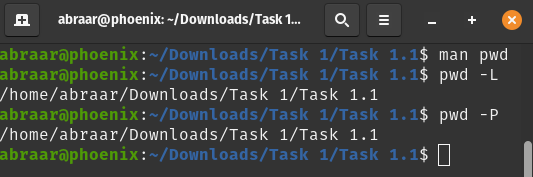 abraar@phoenix: ~/Downloads/Task 1...
abraar@phoenix:~/Downloads/Task 1/Task 1.1$ man pwd
abraar@phoenix:~/Downloads/Task 1/Task 1.1$ pwd -L
/home/abraar/Downloads/Task 1/Task 1.1
abraar@phoenix:~/Downloads/Task 1/Task 1.1$ pwd -P
/home/abraar/Downloads/Task 1/Task 1.1
abraar@phoenix:~/Downloads/Task 1/Task 1.1$